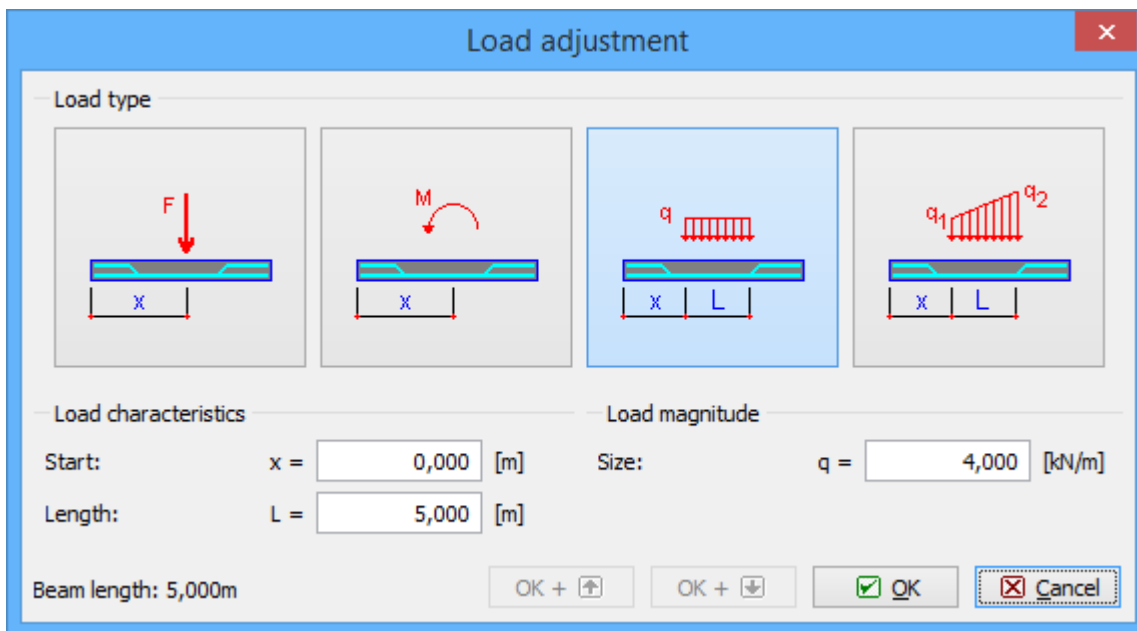 Load adjustment
Load type
F
x
M
x
q
x L
q1 q2
x L
Load characteristics
Load magnitude
Start: x = 0,000 [m]
Size: q = 4,000 [kN/m]
Length: L = 5,000 [m]
Beam length: 5,000m
OK +
OK +
OK
Cancel